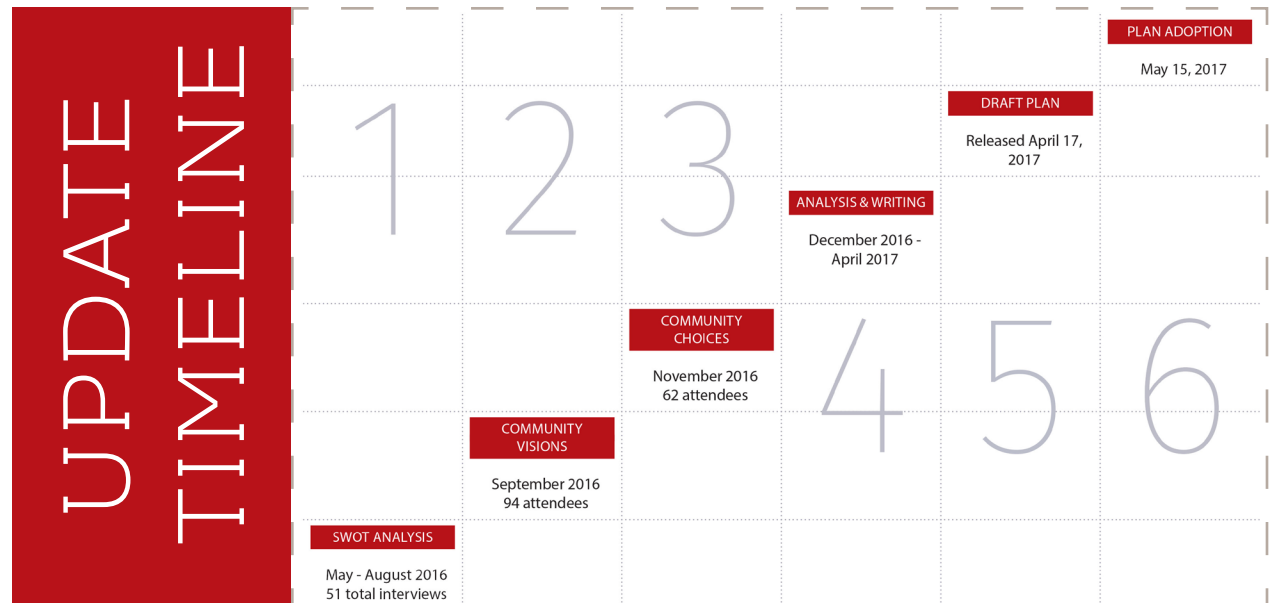 UPDATE
TIMELINE
1
SWOT ANALYSIS
May - August 2016
51 total interviews
2
COMMUNITY
VISIONS
September 2016
94 attendees
3
COMMUNITY
CHOICES
November 2016
62 attendees
4
ANALYSIS & WRITING
December 2016 -
April 2017
5
DRAFT PLAN
Released April 17,
2017
6
PLAN ADOPTION
May 15, 2017